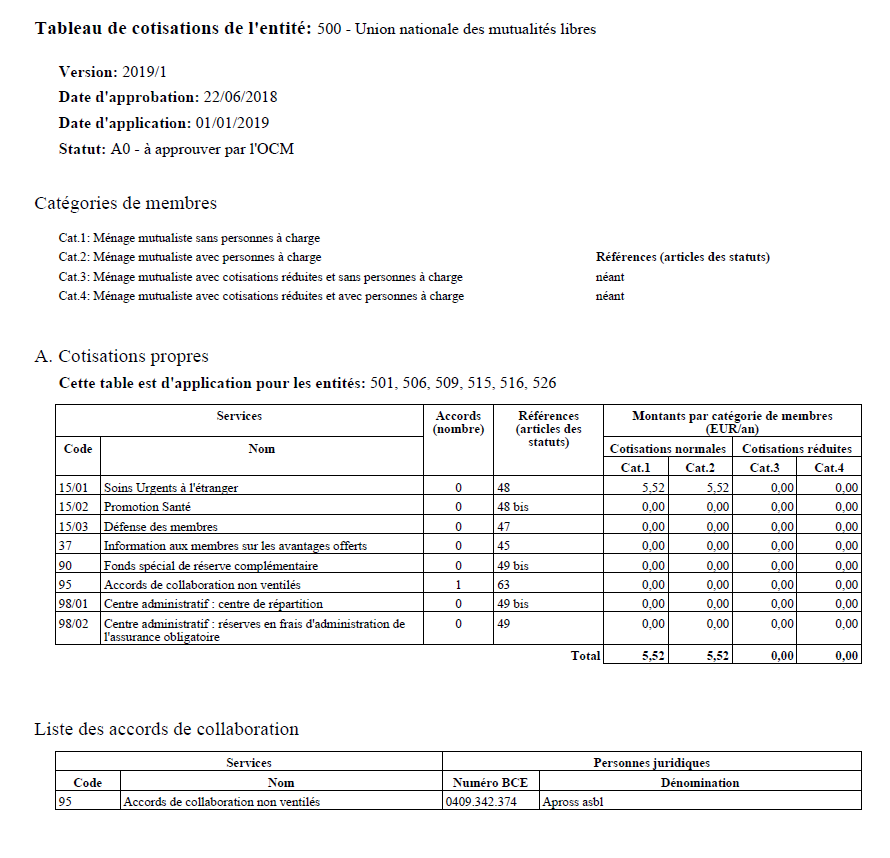 Tableau de cotisations de l'entité: 500 - Union nationale des mutualités libres
Version: 2019/1
Date d'approbation: 22/06/2018
Date d'application: 01/01/2019
Statut: A0 - à approuver par l'OCM
Catégories de membres
Cat.1: Ménage mutualiste sans personnes à charge
Cat.2: Ménage mutualiste avec personnes à charge Références (articles des statuts)
Cat.3: Ménage mutualiste avec cotisations réduites et sans personnes à charge néant
Cat.4: Ménage mutualiste avec cotisations réduites et avec personnes à charge néant
A. Cotisations propres
Cette table est d'application pour les entités: 501, 506, 509, 515, 516, 526
Services Accords Références Montants par catégorie de membres
(nombre) (articles des (EUR/an)
Code Nom statuts) Cotisations normales Cotisations réduites
Cat.1 Cat.2 Cat.3 Cat.4
15/01 Soins Urgents à l'étranger 0 48 5,52 5,52 0,00 0,00
15/02 Promotion Santé 0 48 bis 0,00 0,00 0,00 0,00
15/03 Défense des membres 0 47 0,00 0,00 0,00 0,00
37 Information aux membres sur les avantages offerts 0 45 0,00 0,00 0,00 0,00
90 Fonds spécial de réserve complémentaire 0 49 bis 0,00 0,00 0,00 0,00
95 Accords de collaboration non ventilés 1 63 0,00 0,00 0,00 0,00
98/01 Centre administratif : centre de répartition 0 49 bis 0,00 0,00 0,00 0,00
98/02 Centre administratif : réserves en frais d'administration de 0 49 0,00 0,00 0,00 0,00
l'assurance obligatoire
Total 5,52 5,52 0,00 0,00
Liste des accords de collaboration
Services Personnes juridiques
Code Nom Numéro BCE Dénomination
95 Accords de collaboration non ventilés 0409.342.374 Apross asbl